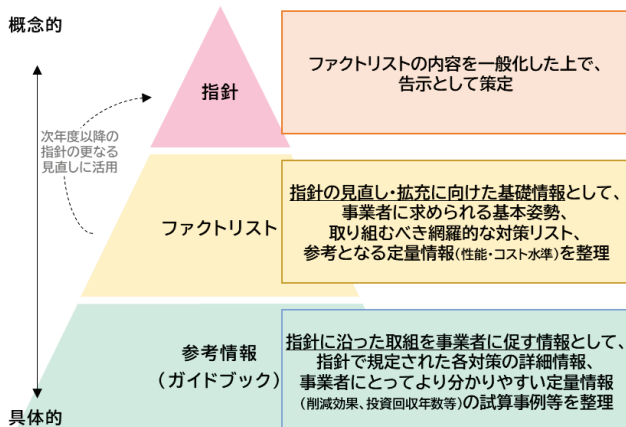 概念的
指針
ファクトリストの内容を一般化した上で、
告示として策定
次年度以降の
指針の更なる
見直しに活用
ファクトリスト
指針の見直し・拡充に向けた基礎情報として、
事業者に求められる基本姿勢、
取り組むべき網羅的な対策リスト、
参考となる定量情報(性能・コスト水準)を整理
参考情報
(ガイドブック)
指針に沿った取組を事業者に促す情報として、
指針で規定された各対策の詳細情報、
事業者にとってより分かりやすい定量情報
(削減効果、投資回収年数等)の試算事例等を整理
具体的